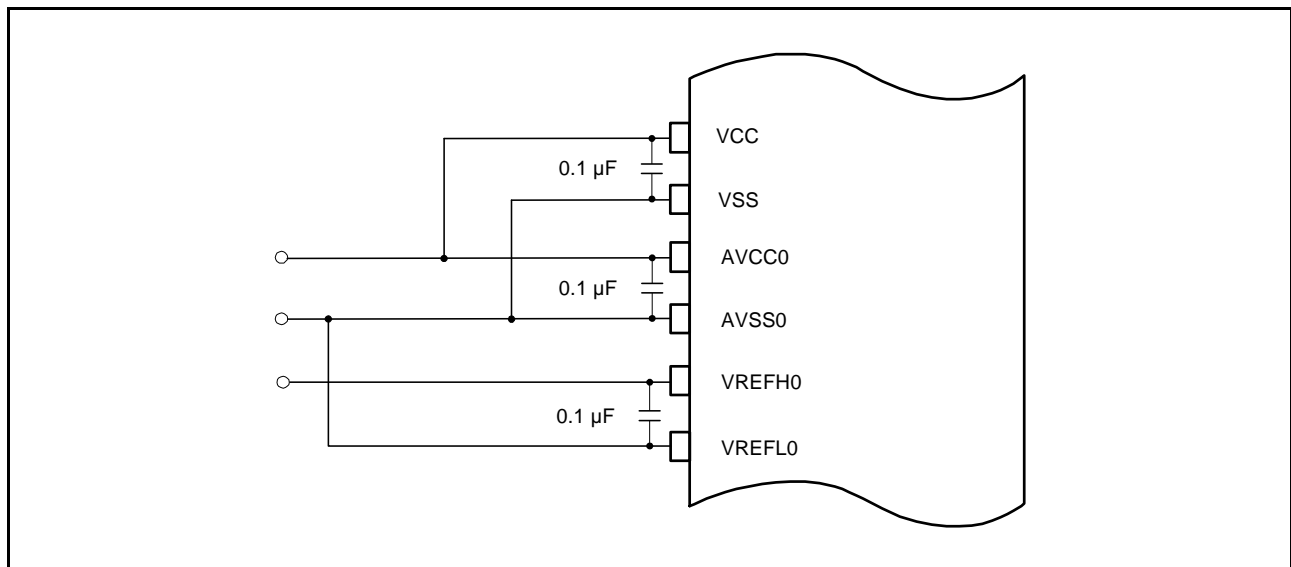 VCC
0.1 µF
VSS
AVCC0
0.1 µF
AVSS0
VREFH0
0.1 µF
VREFL0